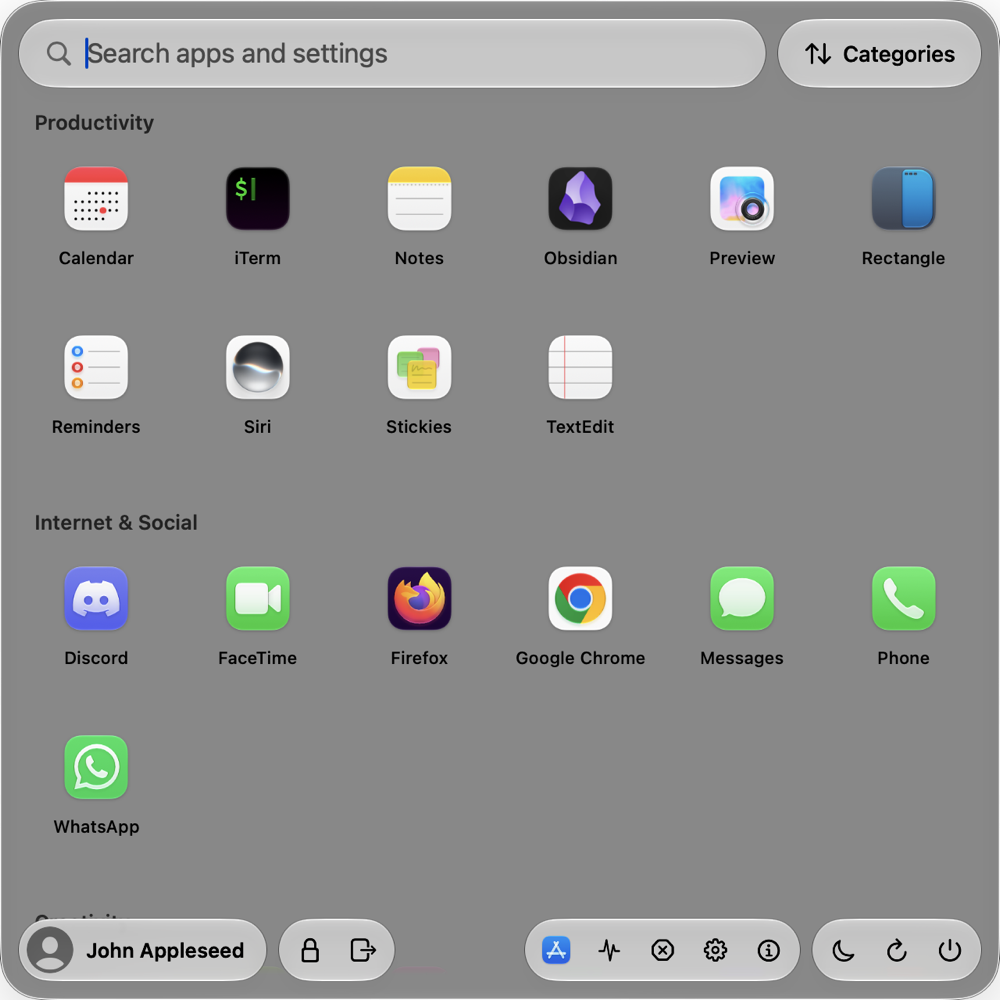 Search apps and settings
Categories
Productivity
$
Calendar
iTerm
Notes
Obsidian
Preview
Rectangle
Reminders
Siri
Stickies
TextEdit
Internet & Social
Discord
FaceTime
Firefox
Google Chrome
Messages
Phone
WhatsApp
John Appleseed